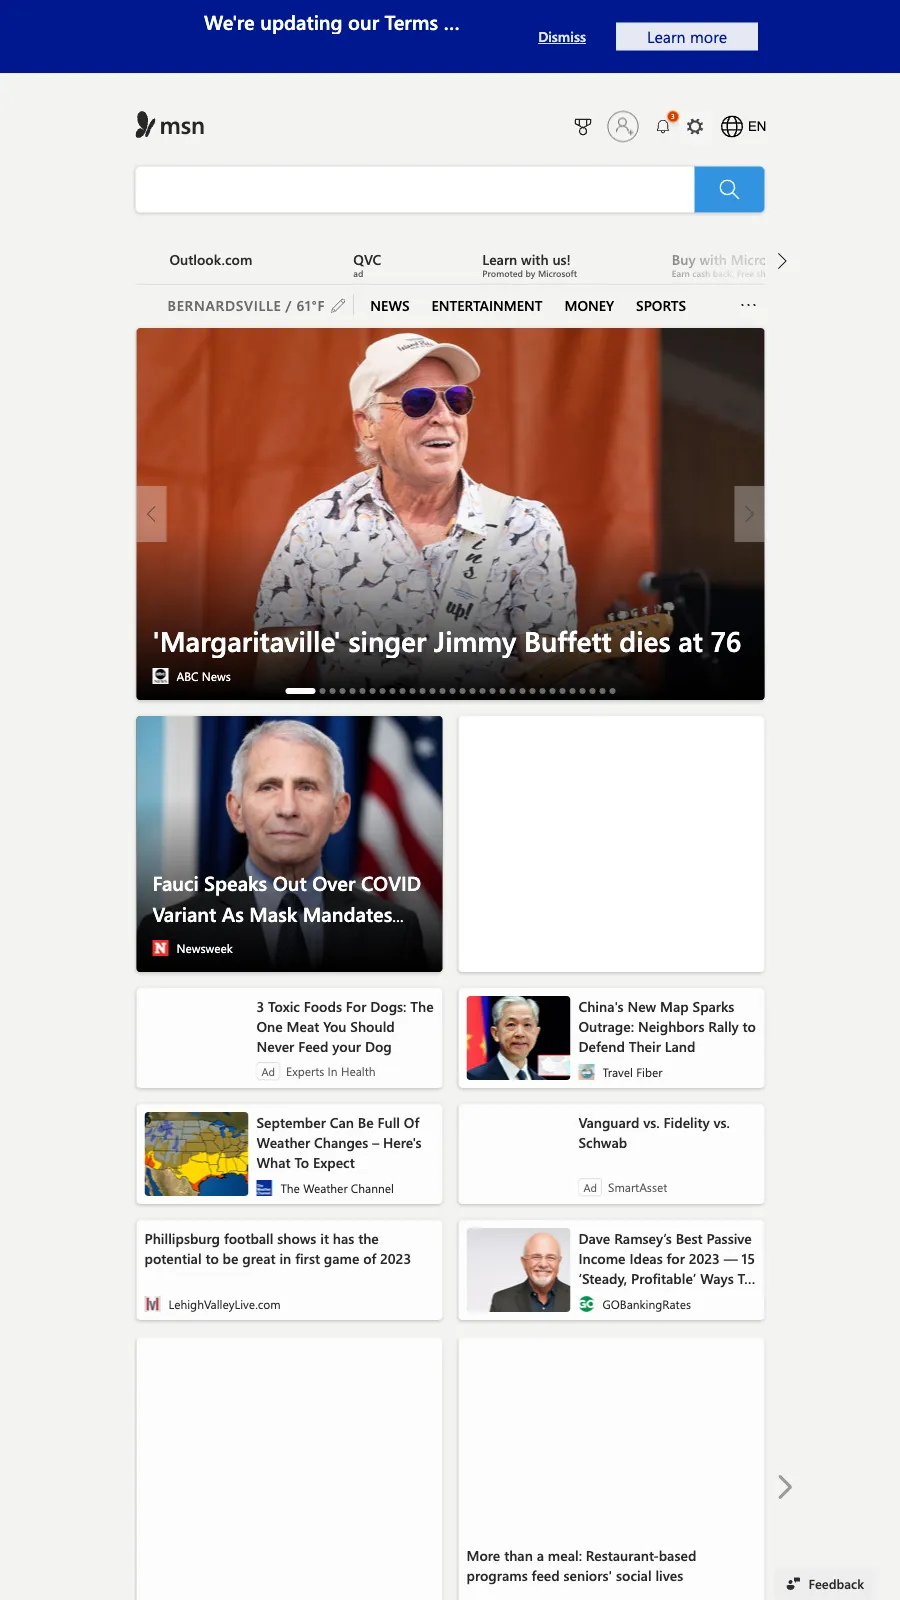 We're updating our Terms ...
Dismiss
Learn more
msn
3
EN
Outlook.com
ad
QVC
Learn with us!
Promoted by Microsoft
Buy with Micro
Earn cash back. Free th
BERNARDSVILLE / 61°F
NEWS
ENTERTAINMENT
MONEY
SPORTS
...
'Margaritaville' singer Jimmy Buffett dies at 76
ABC News
Fauci Speaks Out Over COVID
Variant As Mask Mandates...
Newsweek
3 Toxic Foods For Dogs: The
One Meat You Should
Never Feed your Dog
Ad Experts In Health
China's New Map Sparks
Outrage: Neighbors Rally to
Defend Their Land
Travel Fiber
September Can Be Full Of
Weather Changes – Here's
What To Expect
The Weather Channel
Vanguard vs. Fidelity vs.
Schwab
Ad SmartAsset
Phillipsburg football shows it has the
potential to be great in first game of 2023
LehighValleyLive.com
Dave Ramsey’s Best Passive
Income Ideas for 2023 — 15
‘Steady, Profitable’ Ways T...
GOBankingRates
More than a meal: Restaurant-based
programs feed seniors' social lives
Feedback